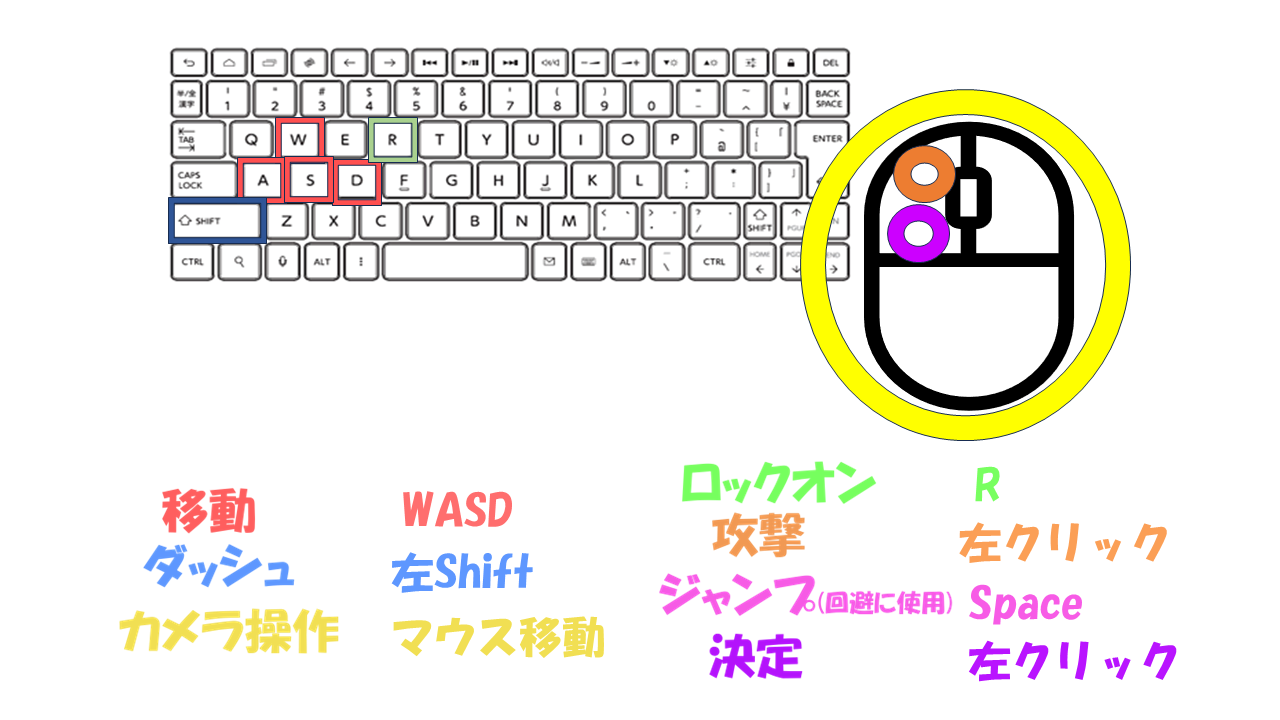 DEL
半/全 漢字 ! 1 " 2 # 3 $ 4 % 5 & 6 ' 7 ( 8 ) 9 0 = - ~ ^ | ¥ BACK SPACE
TAB Q W E R T Y U I O P ` @ { [ 「 ENTER
CAPS LOCK A S D F G H J K L + ; * : } ] 」
SHIFT Z X C V B N M < , > . ? / SHIFT
CTRL ALT ALT _ \ CTRL HOME END
移動 WASD
ダッシュ 左Shift
カメラ操作 マウス移動
ロックオン R
攻撃 左クリック
ジャンプ。(回避に使用) Space
決定 左クリック